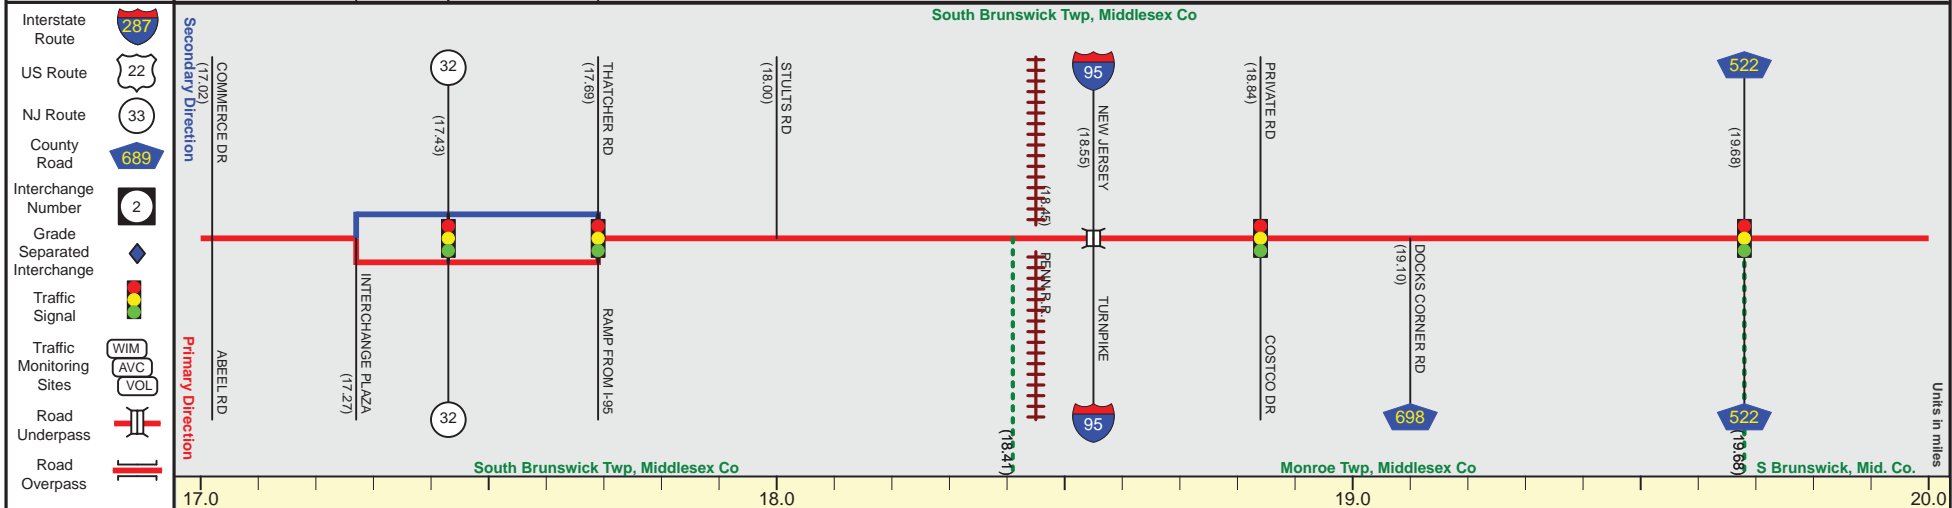 Interstate
Route
287
US Route
22
NJ Route
33
County
Road
689
Interchange
Number
2
Grade
Separated
Interchange
Traffic
Signal
Traffic
Monitoring
Sites
WIM
AVC
VOL
Road
Underpass
Road
Overpass
Secondary Direction
Primary Direction
South Brunswick Twp, Middlesex Co
COMMERCE DR
(17.02)
ABEEL RD
INTERCHANGE PLAZA
(17.27)
32
(17.43)
32
THATCHER RD
(17.69)
RAMP FROM I-95
STULTS RD
(18.00)
(18.41)
(18.45)
PENN R.R.
95
NEW JERSEY
(18.55)
TURNPIKE
95
PRIVATE RD
(18.84)
COSTCO DR
DOCKS CORNER RD
(19.10)
698
522
(19.68)
522
(19.68)
South Brunswick Twp, Middlesex Co
Monroe Twp, Middlesex Co
S Brunswick, Mid. Co.
Units in miles
17.0
18.0
19.0
20.0